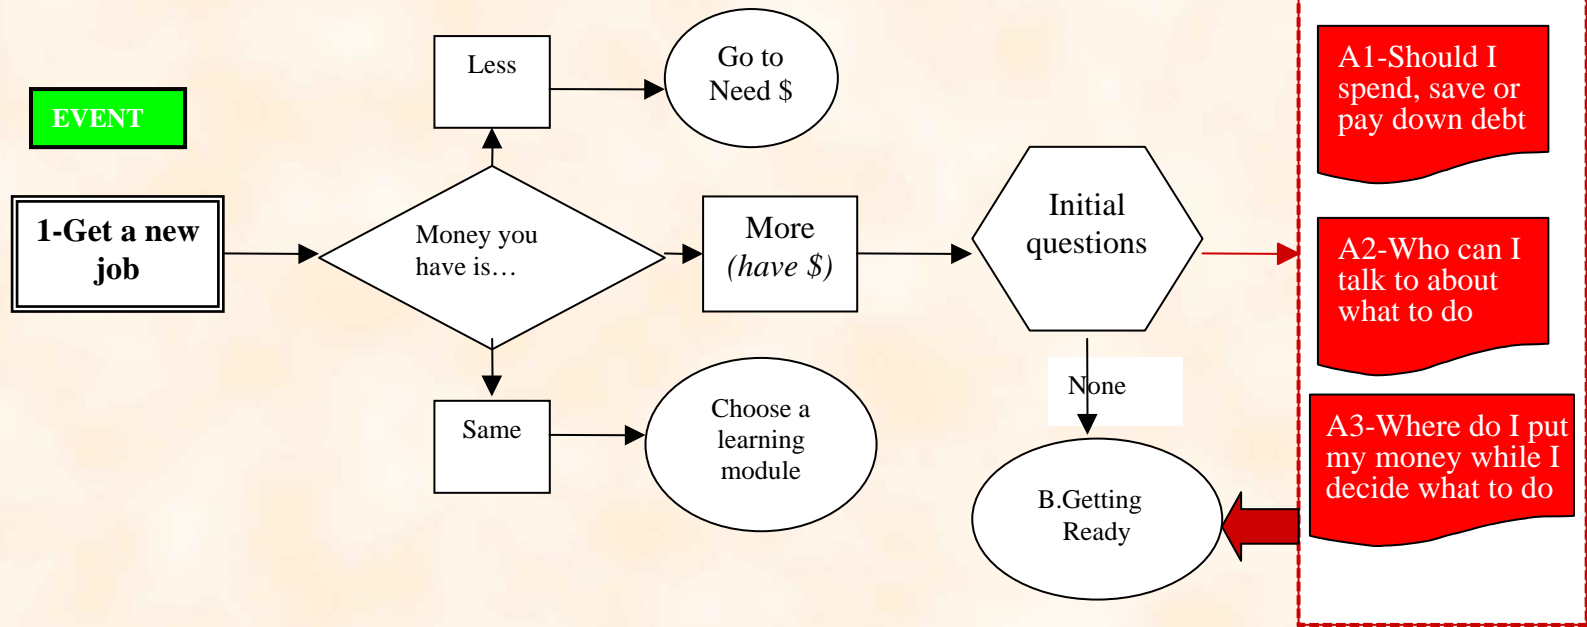 EVENT
1-Get a new
job
Money you
have is…
Less
Go to
Need $
More
(have $)
Same
Choose a
learning
module
Initial
questions
None
B.Getting
Ready
A1-Should I
spend, save or
pay down debt
A2-Who can I
talk to about
what to do
A3-Where do I put
my money while I
decide what to do